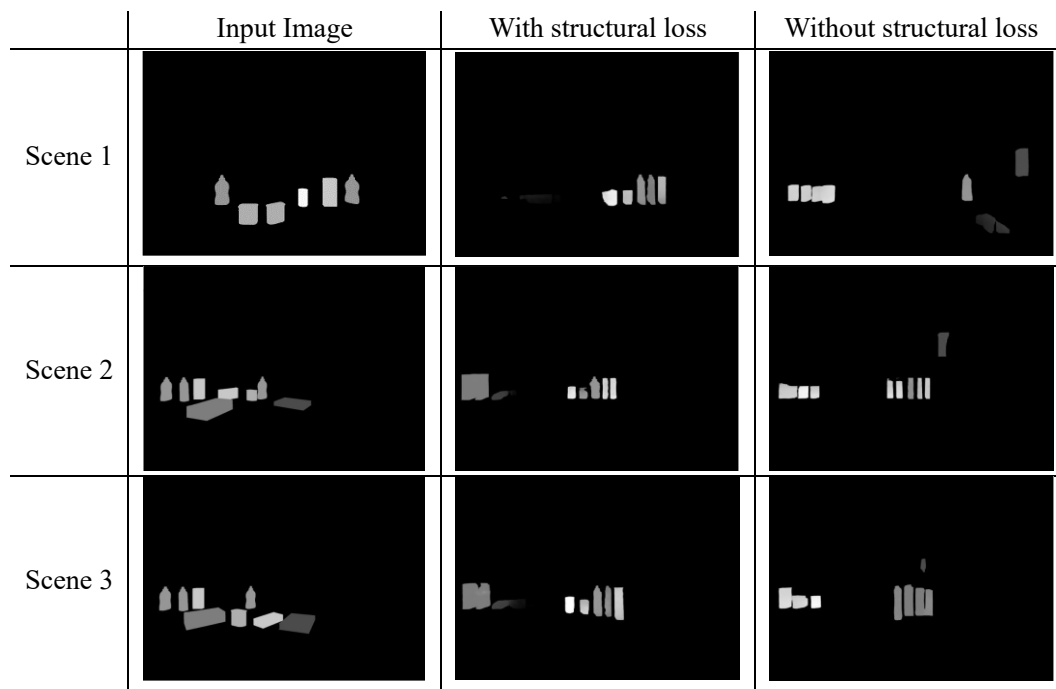 Input Image
With structural loss
Without structural loss
Scene 1
Scene 2
Scene 3